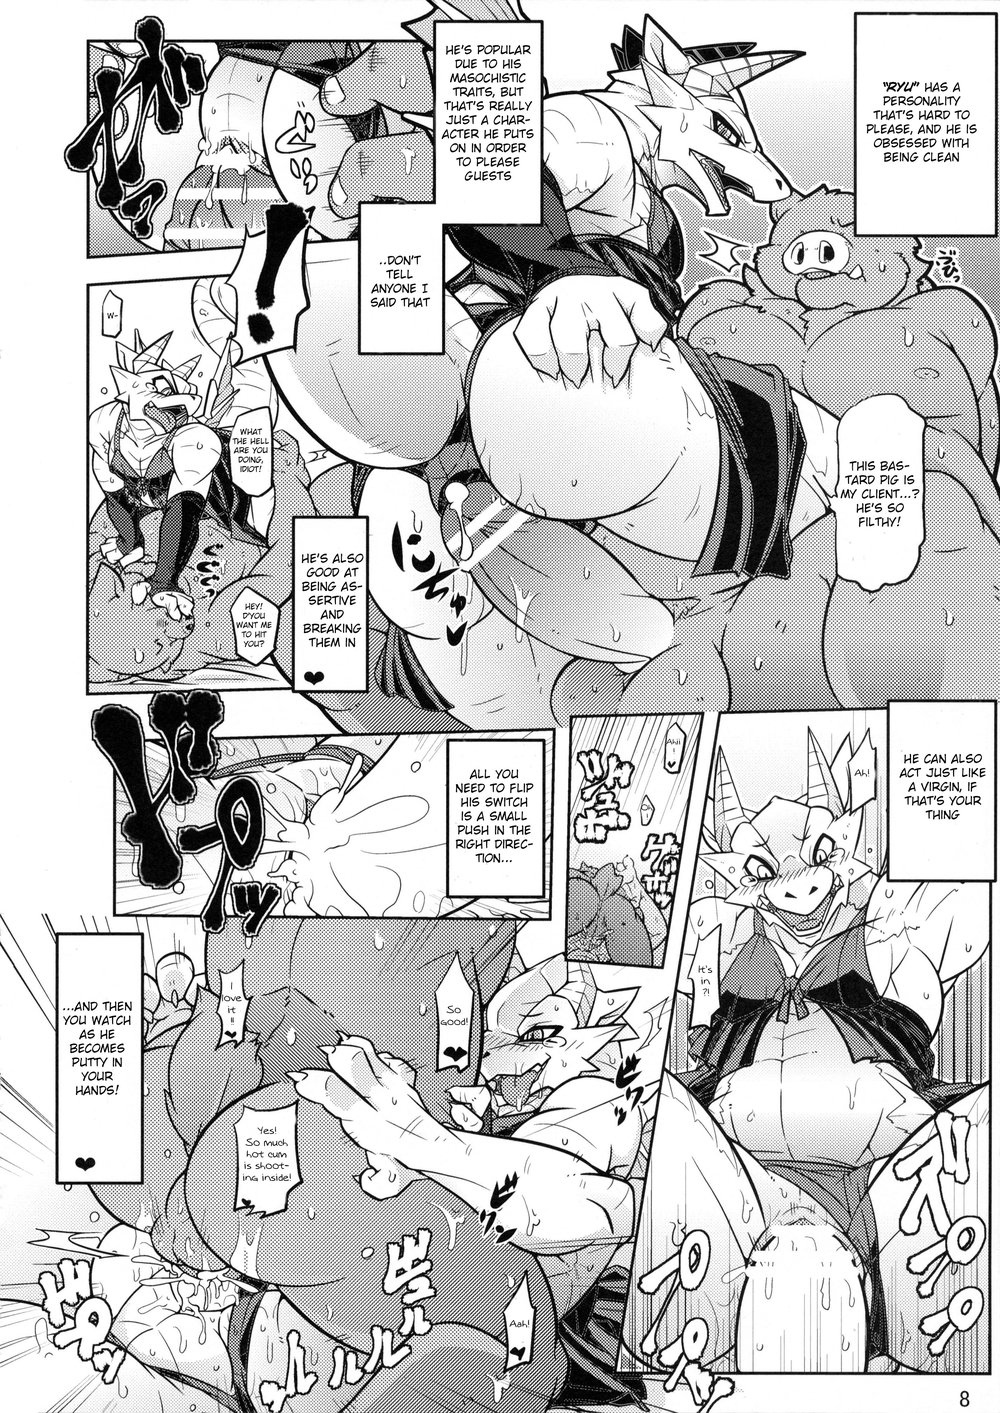 "RYU" HAS A
PERSONALITY
THAT'S HARD TO
PLEASE, AND HE IS
OBSESSED WITH
BEING CLEAN
THIS BAS-
TARD PIG IS
MY CLIENT...?
HE'S SO
FILTHY!
HE'S POPULAR
DUE TO HIS
MASOCHISTIC
TRAITS, BUT
THAT'S REALLY
JUST A CHAR-
ACTER HE PUTS
ON IN ORDER
TO PLEASE
GUESTS
..DON'T
TELL
ANYONE I
SAID THAT
!
W-
WHAT
THE HELL
ARE YOU
DOING,
IDIOT!
HEY!
D'YOU
WANT ME
TO HIT
YOU?
HE'S ALSO
GOOD AT
BEING AS-
SERTIVE
AND
BREAKING
THEM IN
♥
HE CAN ALSO
ACT JUST LIKE
A VIRGIN, IF
THAT'S YOUR
THING
Ah!
It's
in
?!
Ahii
!
♥
ALL YOU
NEED TO FLIP
HIS SWITCH
IS A SMALL
PUSH IN THE
RIGHT DIREC-
TION...
So
Good!
♥
I
love
it
!!
♥
Yes!
So much
hot cum
is shoot-
ing inside!
Aah!
♥
...AND THEN
YOU WATCH
AS HE
BECOMES
PUTTY IN
YOUR
HANDS!
♥
8